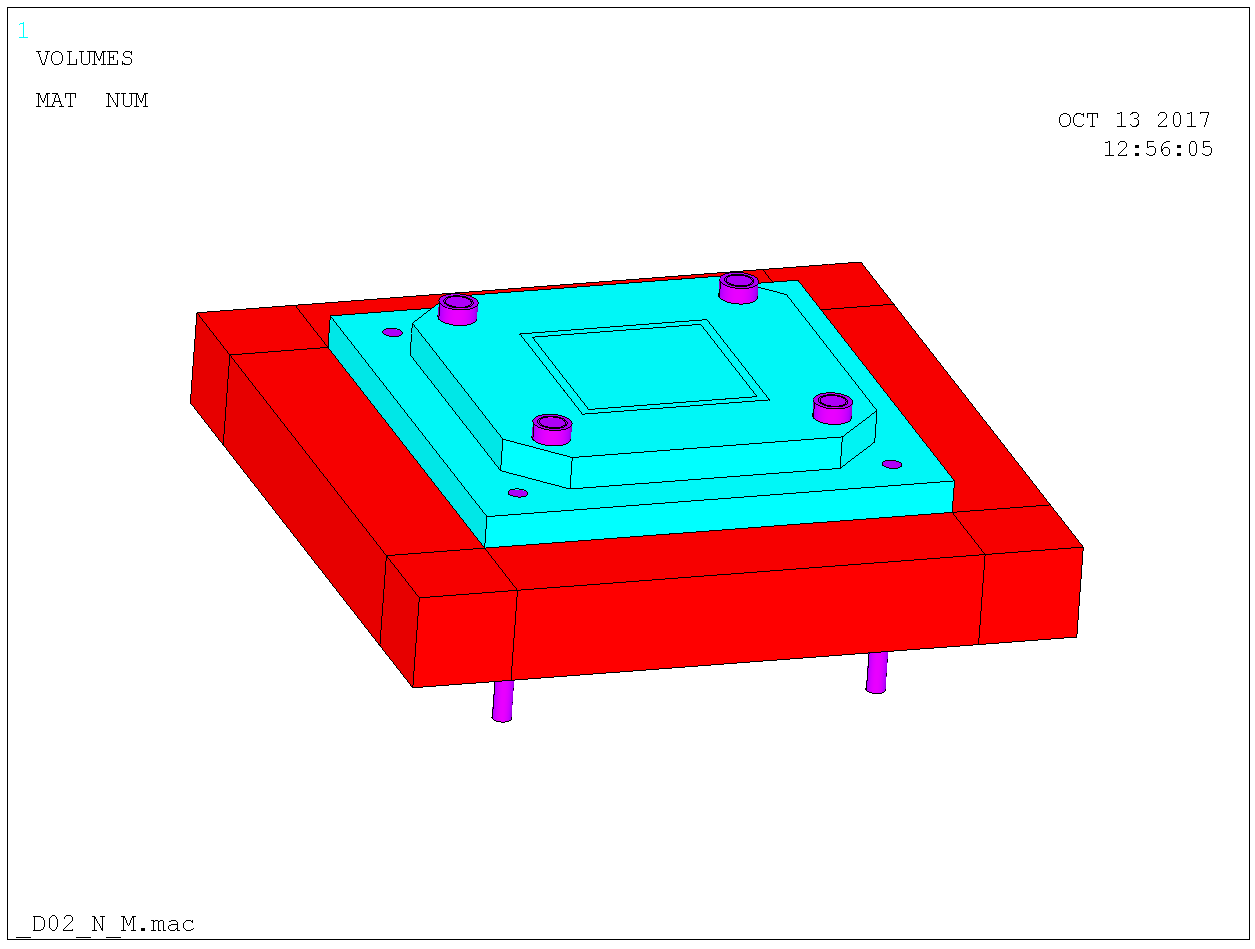 1
VOLUMES
MAT NUM
OCT 13 2017
12:56:05
_D02_N_M.mac